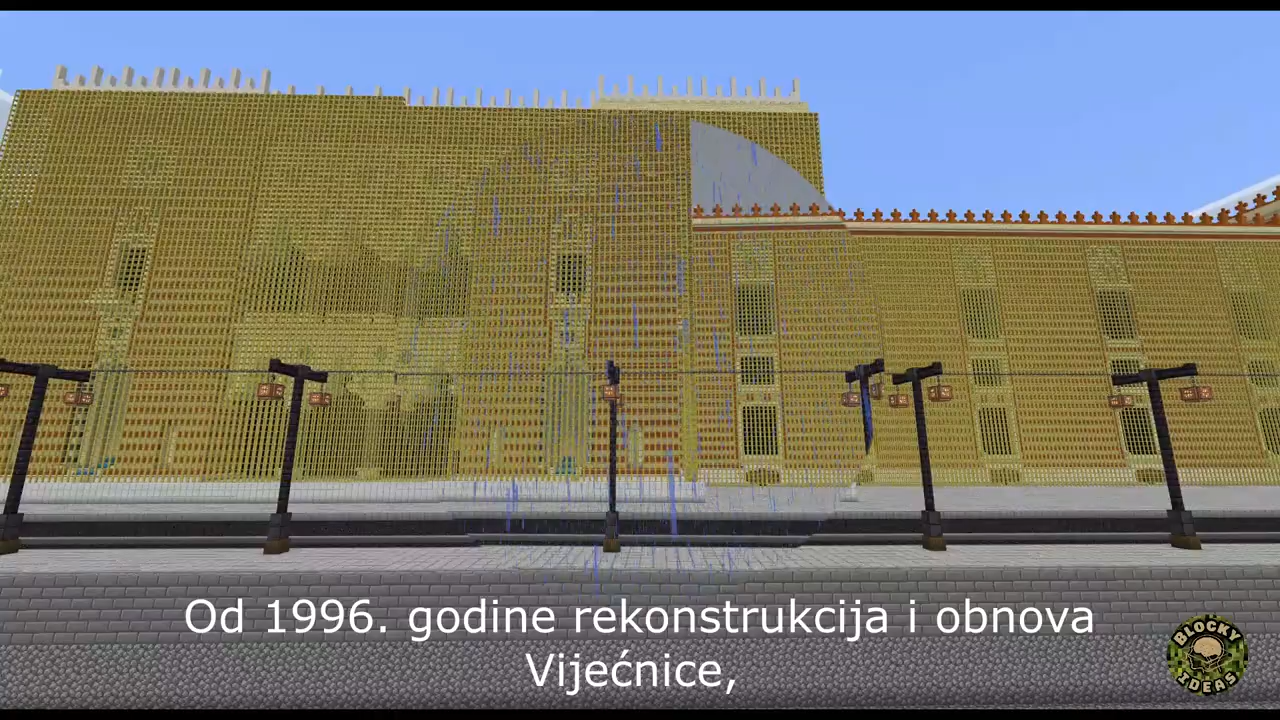 Od 1996. godine rekonstrukcija i obnova
Vijećnice,
BLOCKY
IDEAS